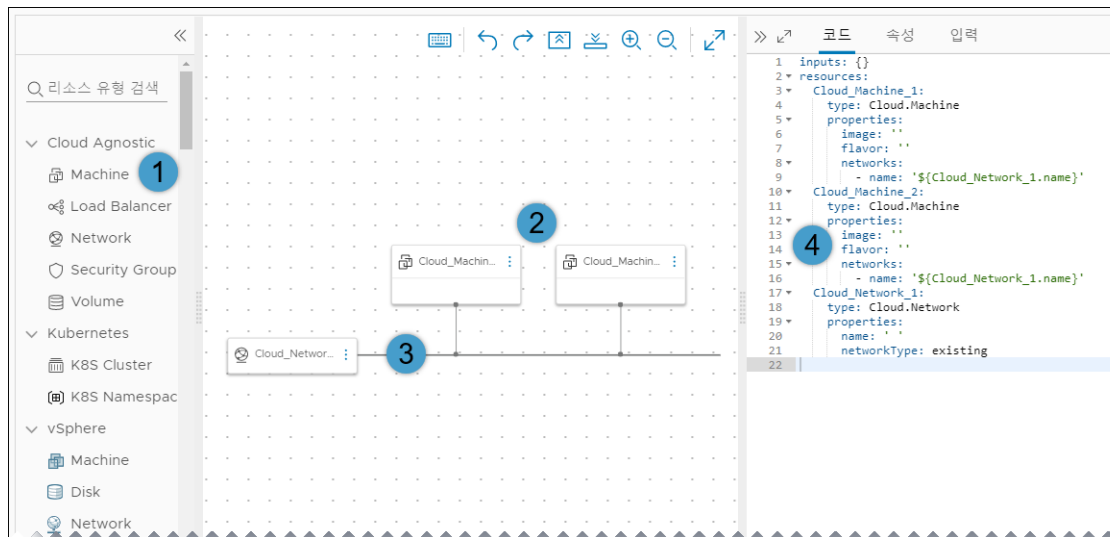 리소스 유형 검색
Cloud Agnostic
Machine
1
Load Balancer
Network
Security Group
Volume
Kubernetes
K8S Cluster
K8S Namespac
vSphere
Machine
Disk
Network
2
Cloud_Machin...
Cloud_Machin...
Cloud_Networ...
3
코드 속성 입력
1 inputs: {}
2 resources:
3 Cloud_Machine_1:
4 type: Cloud.Machine
5 properties:
6 image: ''
7 flavor: ''
8 networks:
9 - name: '${Cloud_Network_1.name}'
10 Cloud_Machine_2:
11 type: Cloud.Machine
12 properties:
13 image: ''
14 flavor: ''
15 networks:
16 - name: '${Cloud_Network_1.name}'
17 Cloud_Network_1:
18 type: Cloud.Network
19 properties:
20 name: ' '
21 networkType: existing
22
4